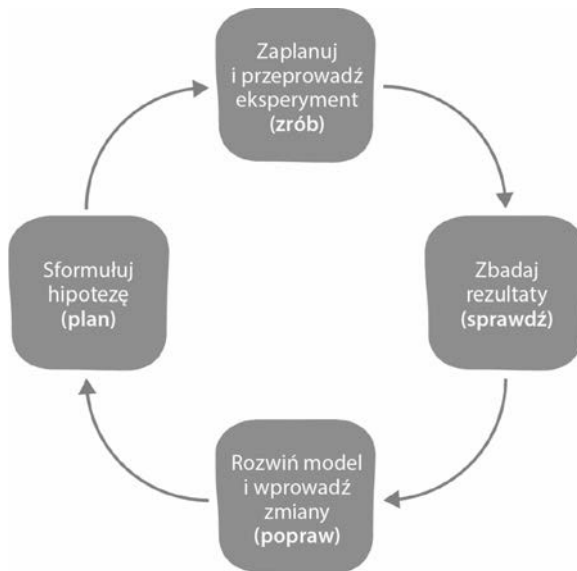 Zaplanuj
i przeprowadź
eksperyment
(zrób)
Zbadaj
rezultaty
(sprawdź)
Rozwiń model
i wprowadź
zmiany
(popraw)
Sformułuj
hipotezę
(plan)